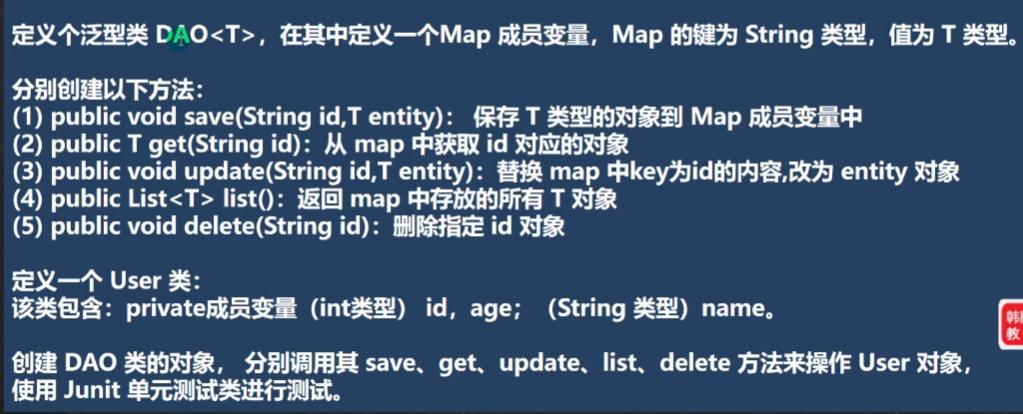 定义个泛型类 DAO<T>，在其中定义一个Map 成员变量，Map 的键为 String 类型，值为 T 类型。
分别创建以下方法：
(1) public void save(String id,T entity)： 保存 T 类型的对象到 Map 成员变量中
(2) public T get(String id)：从 map 中获取 id 对应的对象
(3) public void update(String id,T entity)：替换 map 中key为id的内容,改为 entity 对象
(4) public List<T> list()：返回 map 中存放的所有 T 对象
(5) public void delete(String id)：删除指定 id 对象
定义一个 User 类：
该类包含：private成员变量（int类型） id，age；（String 类型）name。
创建 DAO 类的对象， 分别调用其 save、get、update、list、delete 方法来操作 User 对象，
使用 Junit 单元测试类进行测试。
教